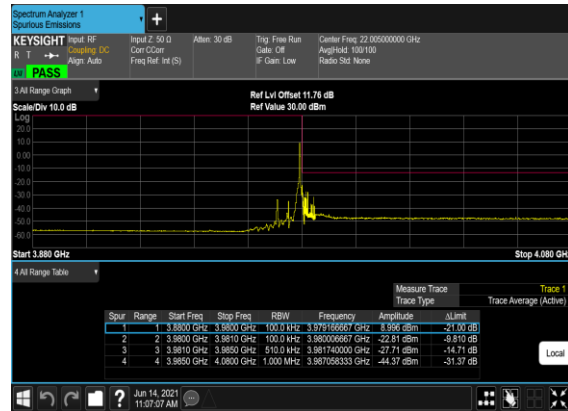 Spectrum Analyzer 1
Spurious Emissions
+
KEYSIGHT Input: RF Input Z: 50 Ω Atten: 30 dB Trig: Free Run Center Freq: 22.005000000 GHz
R T Coupling: DC Corr CCorr Gate: Off Avg|Hold: 100/100
Align: Auto Freq Ref: Int (S) IF Gain: Low Radio Std: None
PASS
3 All Range Graph
Ref Lvl Offset 11.76 dB
Scale/Div 10.0 dB Ref Value 30.00 dBm
Log
20.0
10.0
0.00
-10.0
-20.0
-30.0
-40.0
-50.0
-60.0
Start 3.880 GHz Stop 4.080 GHz
4 All Range Table
Measure Trace Trace 1
Trace Type Trace Average (Active)
Spur Range Start Freq Stop Freq RBW Frequency Amplitude ΔLimit
1 1 3.8800 GHz 3.9800 GHz 100.0 kHz 3.979166667 GHz 8.996 dBm -21.00 dB
2 2 3.9800 GHz 3.9810 GHz 100.0 kHz 3.980006667 GHz -22.81 dBm -9.810 dB
3 3 3.9810 GHz 3.9850 GHz 510.0 kHz 3.981740000 GHz -27.71 dBm -14.71 dB
4 4 3.9850 GHz 4.0800 GHz 1.000 MHz 3.987058333 GHz -44.37 dBm -31.37 dB
Local
? Jun 14, 2021
11:07:07 AM